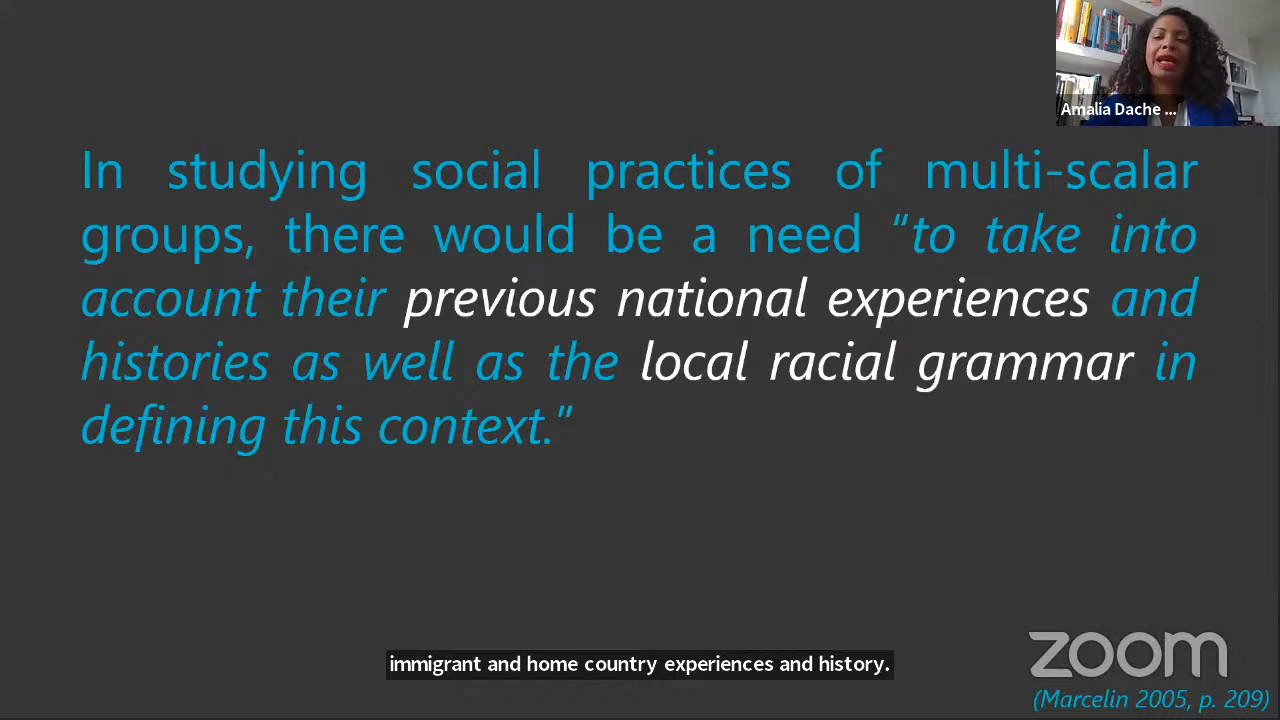 Amalia Dache ...
In studying social practices of multi-scalar
groups, there would be a need “to take into
account their previous national experiences and
histories as well as the local racial grammar in
defining this context.”
immigrant and home country experiences and history.
zoom
(Marcelin 2005, p. 209)